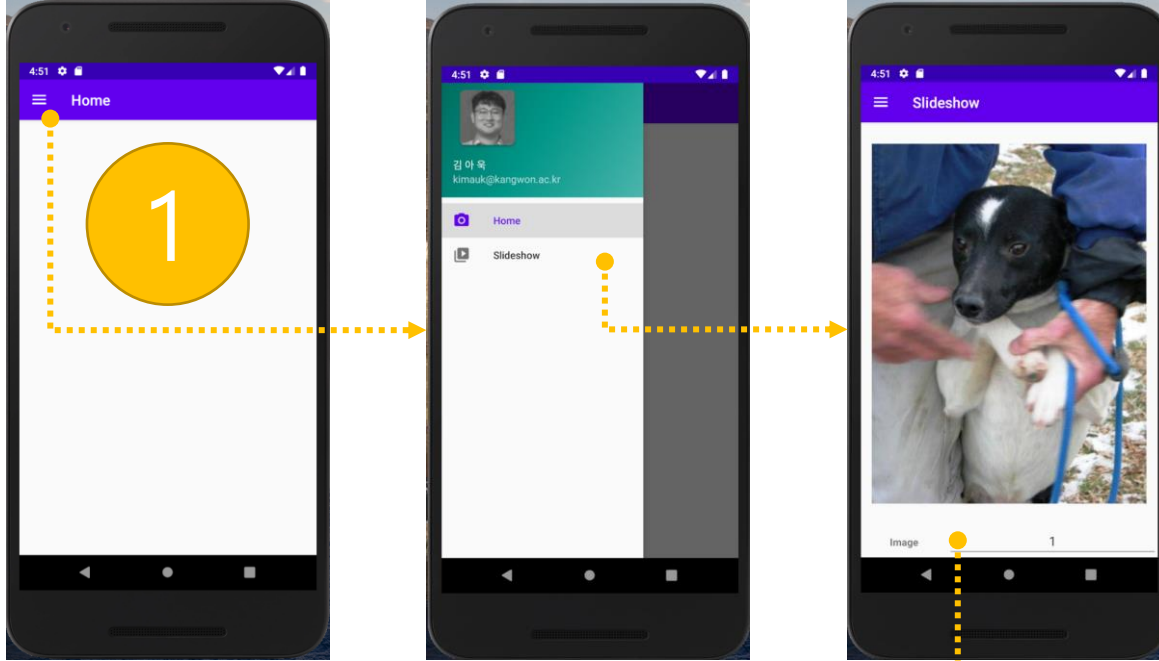 4:51
Home
1
4:51
김 아 욱
kimauk@kangwon.ac.kr
Home
Slideshow
4:51
Slideshow
Image 1